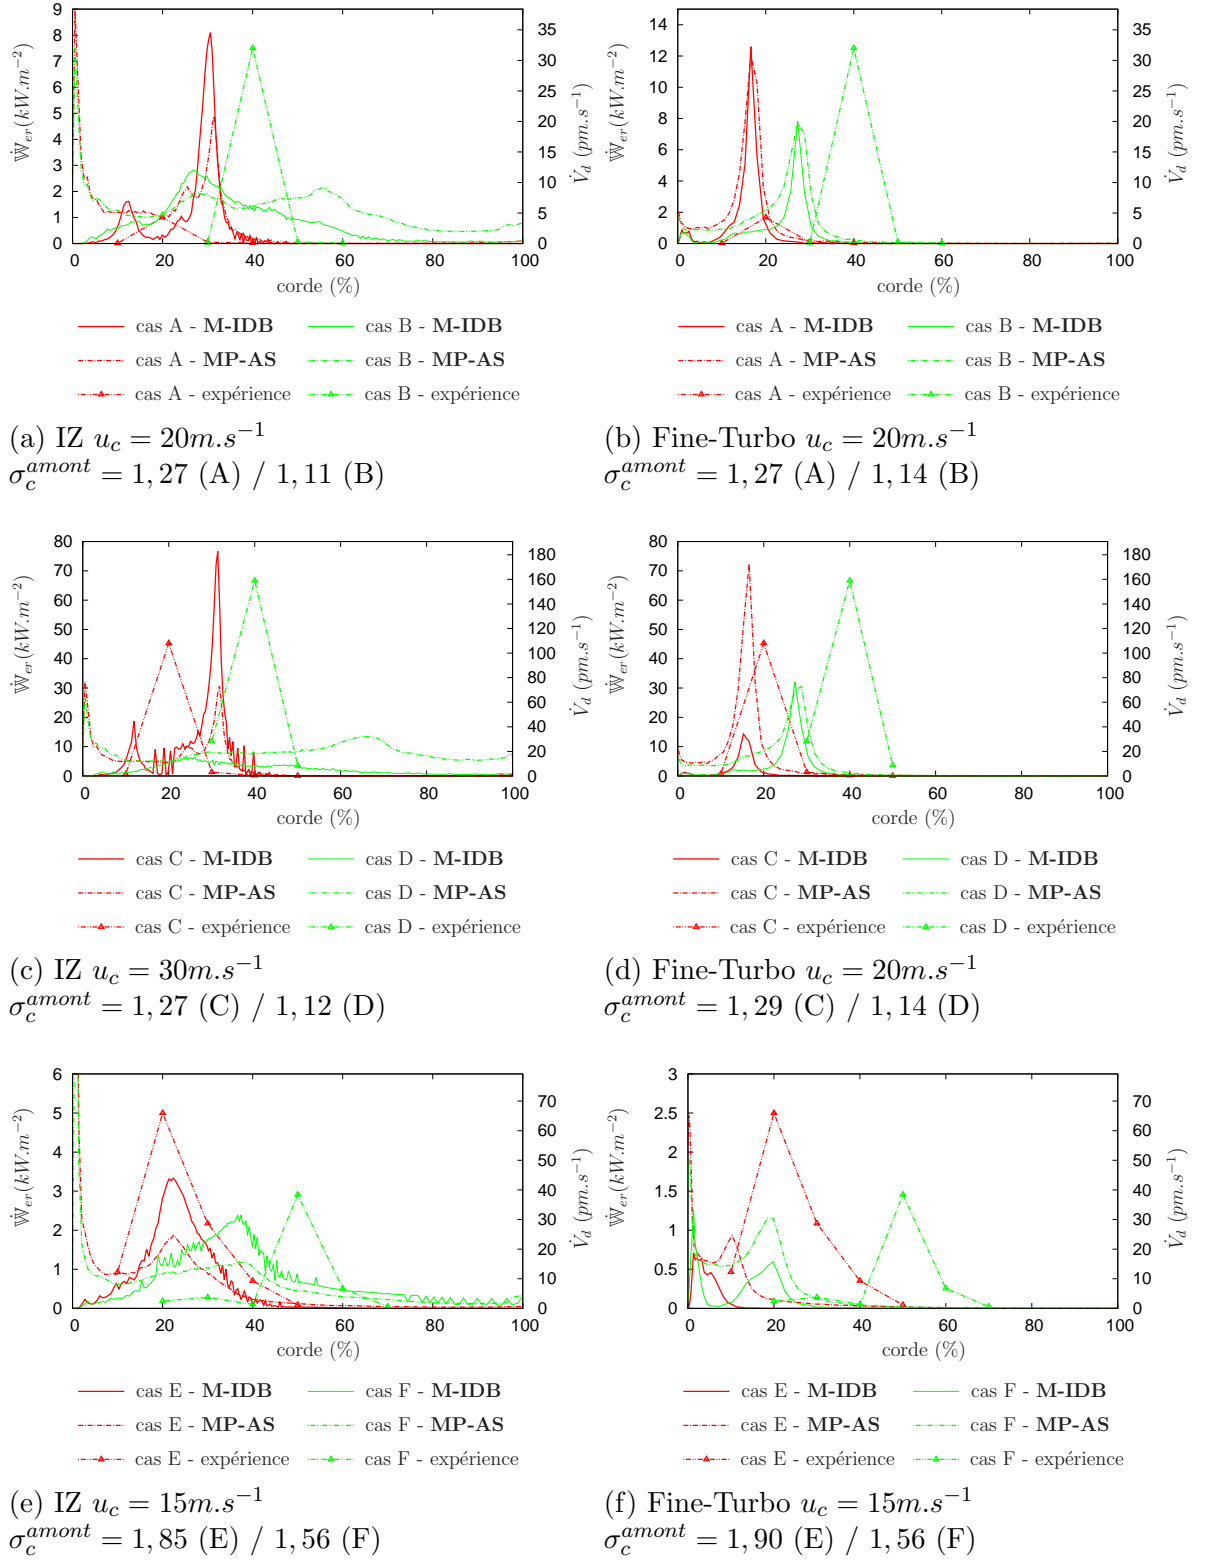 9
8
7
6
5
4
3
2
1
0
Ẇer(kW.m−2)
35
30
25
20
15
10
5
0
V̇d (pm.s−1)
0 20 40 60 80 100
corde (%)
cas A - M-IDB
cas B - M-IDB
cas A - MP-AS
cas B - MP-AS
cas A - expérience
cas B - expérience
(a) IZ uc = 20m.s−1
σc amont = 1, 27 (A) / 1, 11 (B)
14
12
10
8
6
4
2
0
Ẇer(kW.m−2)
35
30
25
20
15
10
5
0
V̇d (pm.s−1)
0 20 40 60 80 100
corde (%)
cas A - M-IDB
cas B - M-IDB
cas A - MP-AS
cas B - MP-AS
cas A - expérience
cas B - expérience
(b) Fine-Turbo uc = 20m.s−1
σc amont = 1, 27 (A) / 1, 14 (B)
80
70
60
50
40
30
20
10
0
Ẇer(kW.m−2)
180
160
140
120
100
80
60
40
20
0
V̇d (pm.s−1)
0 20 40 60 80 100
corde (%)
cas C - M-IDB
cas D - M-IDB
cas C - MP-AS
cas D - MP-AS
cas C - expérience
cas D - expérience
(c) IZ uc = 30m.s−1
σc amont = 1, 27 (C) / 1, 12 (D)
80
70
60
50
40
30
20
10
0
Ẇer(kW.m−2)
180
160
140
120
100
80
60
40
20
0
V̇d (pm.s−1)
0 20 40 60 80 100
corde (%)
cas C - M-IDB
cas D - M-IDB
cas C - MP-AS
cas D - MP-AS
cas C - expérience
cas D - expérience
(d) Fine-Turbo uc = 20m.s−1
σc amont = 1, 29 (C) / 1, 14 (D)
6
5
4
3
2
1
0
Ẇer(kW.m−2)
70
60
50
40
30
20
10
0
V̇d (pm.s−1)
0 20 40 60 80 100
corde (%)
cas E - M-IDB
cas F - M-IDB
cas E - MP-AS
cas F - MP-AS
cas E - expérience
cas F - expérience
(e) IZ uc = 15m.s−1
σc amont = 1, 85 (E) / 1, 56 (F)
3
2.5
2
1.5
1
0.5
0
Ẇer(kW.m−2)
70
60
50
40
30
20
10
0
V̇d (pm.s−1)
0 20 40 60 80 100
corde (%)
cas E - M-IDB
cas F - M-IDB
cas E - MP-AS
cas F - MP-AS
cas E - expérience
cas F - expérience
(f) Fine-Turbo uc = 15m.s−1
σc amont = 1, 90 (E) / 1, 56 (F)